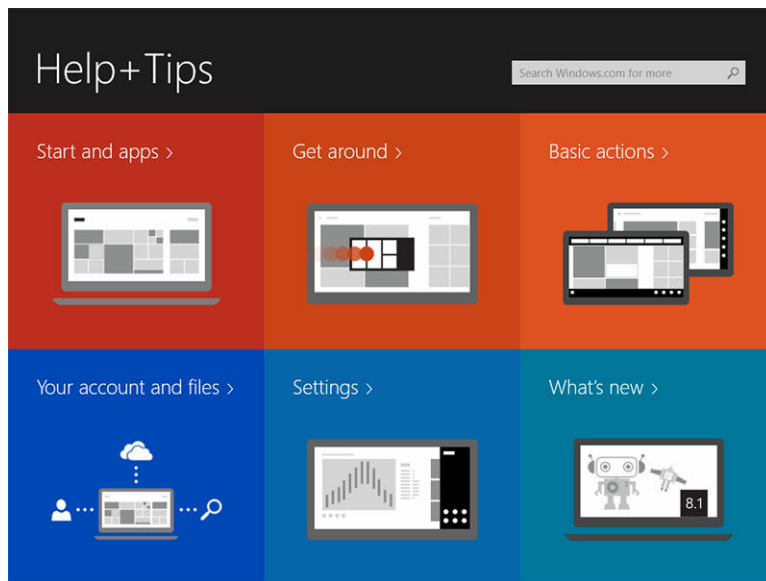 Help+Tips
Search Windows.com for more
Start and apps >
Get around >
Basic actions >
Your account and files >
Settings >
What's new >
8.1